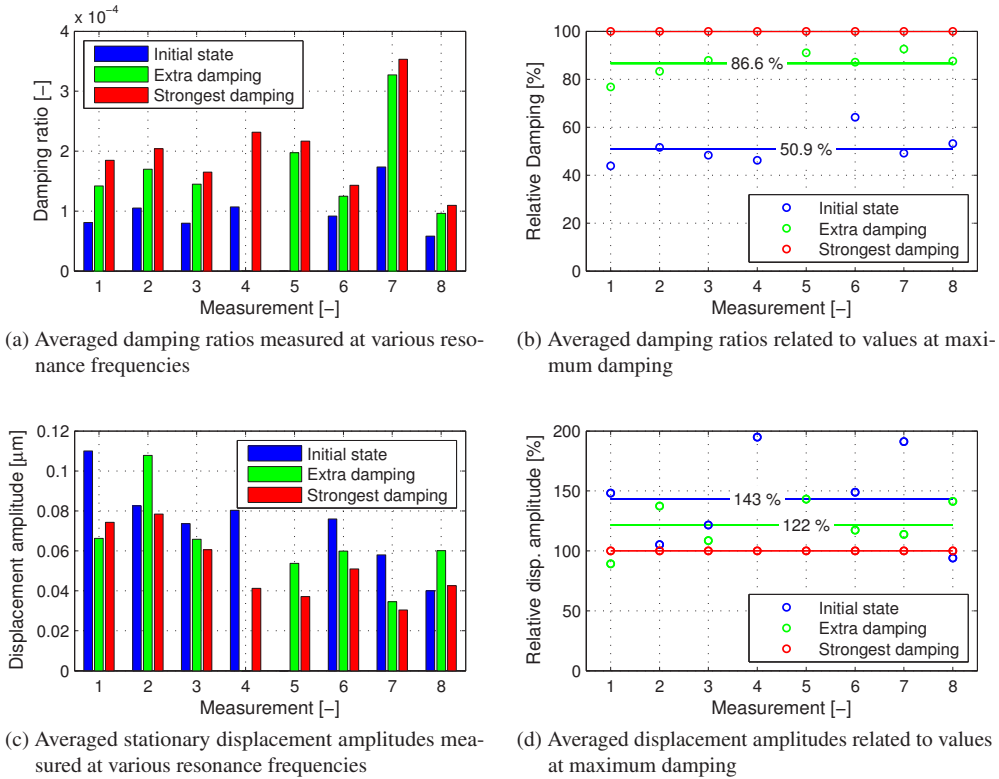 x 10⁻⁴
4
3
2
1
0
Damping ratio [–]
Initial state
Extra damping
Strongest damping
1 2 3 4 5 6 7 8
Measurement [–]
(a) Averaged damping ratios measured at various reso-
nance frequencies
100
80
60
40
20
0
Relative Damping [%]
86.6 %
50.9 %
Initial state
Extra damping
Strongest damping
1 2 3 4 5 6 7 8
Measurement [–]
(b) Averaged damping ratios related to values at maxi-
mum damping
0.12
0.1
0.08
0.06
0.04
0.02
0
Displacement amplitude [µm]
Initial state
Extra damping
Strongest damping
1 2 3 4 5 6 7 8
Measurement [–]
(c) Averaged stationary displacement amplitudes mea-
sured at various resonance frequencies
200
150
100
50
0
Relative disp. amplitude [%]
143 %
122 %
Initial state
Extra damping
Strongest damping
1 2 3 4 5 6 7 8
Measurement [–]
(d) Averaged displacement amplitudes related to values
at maximum damping